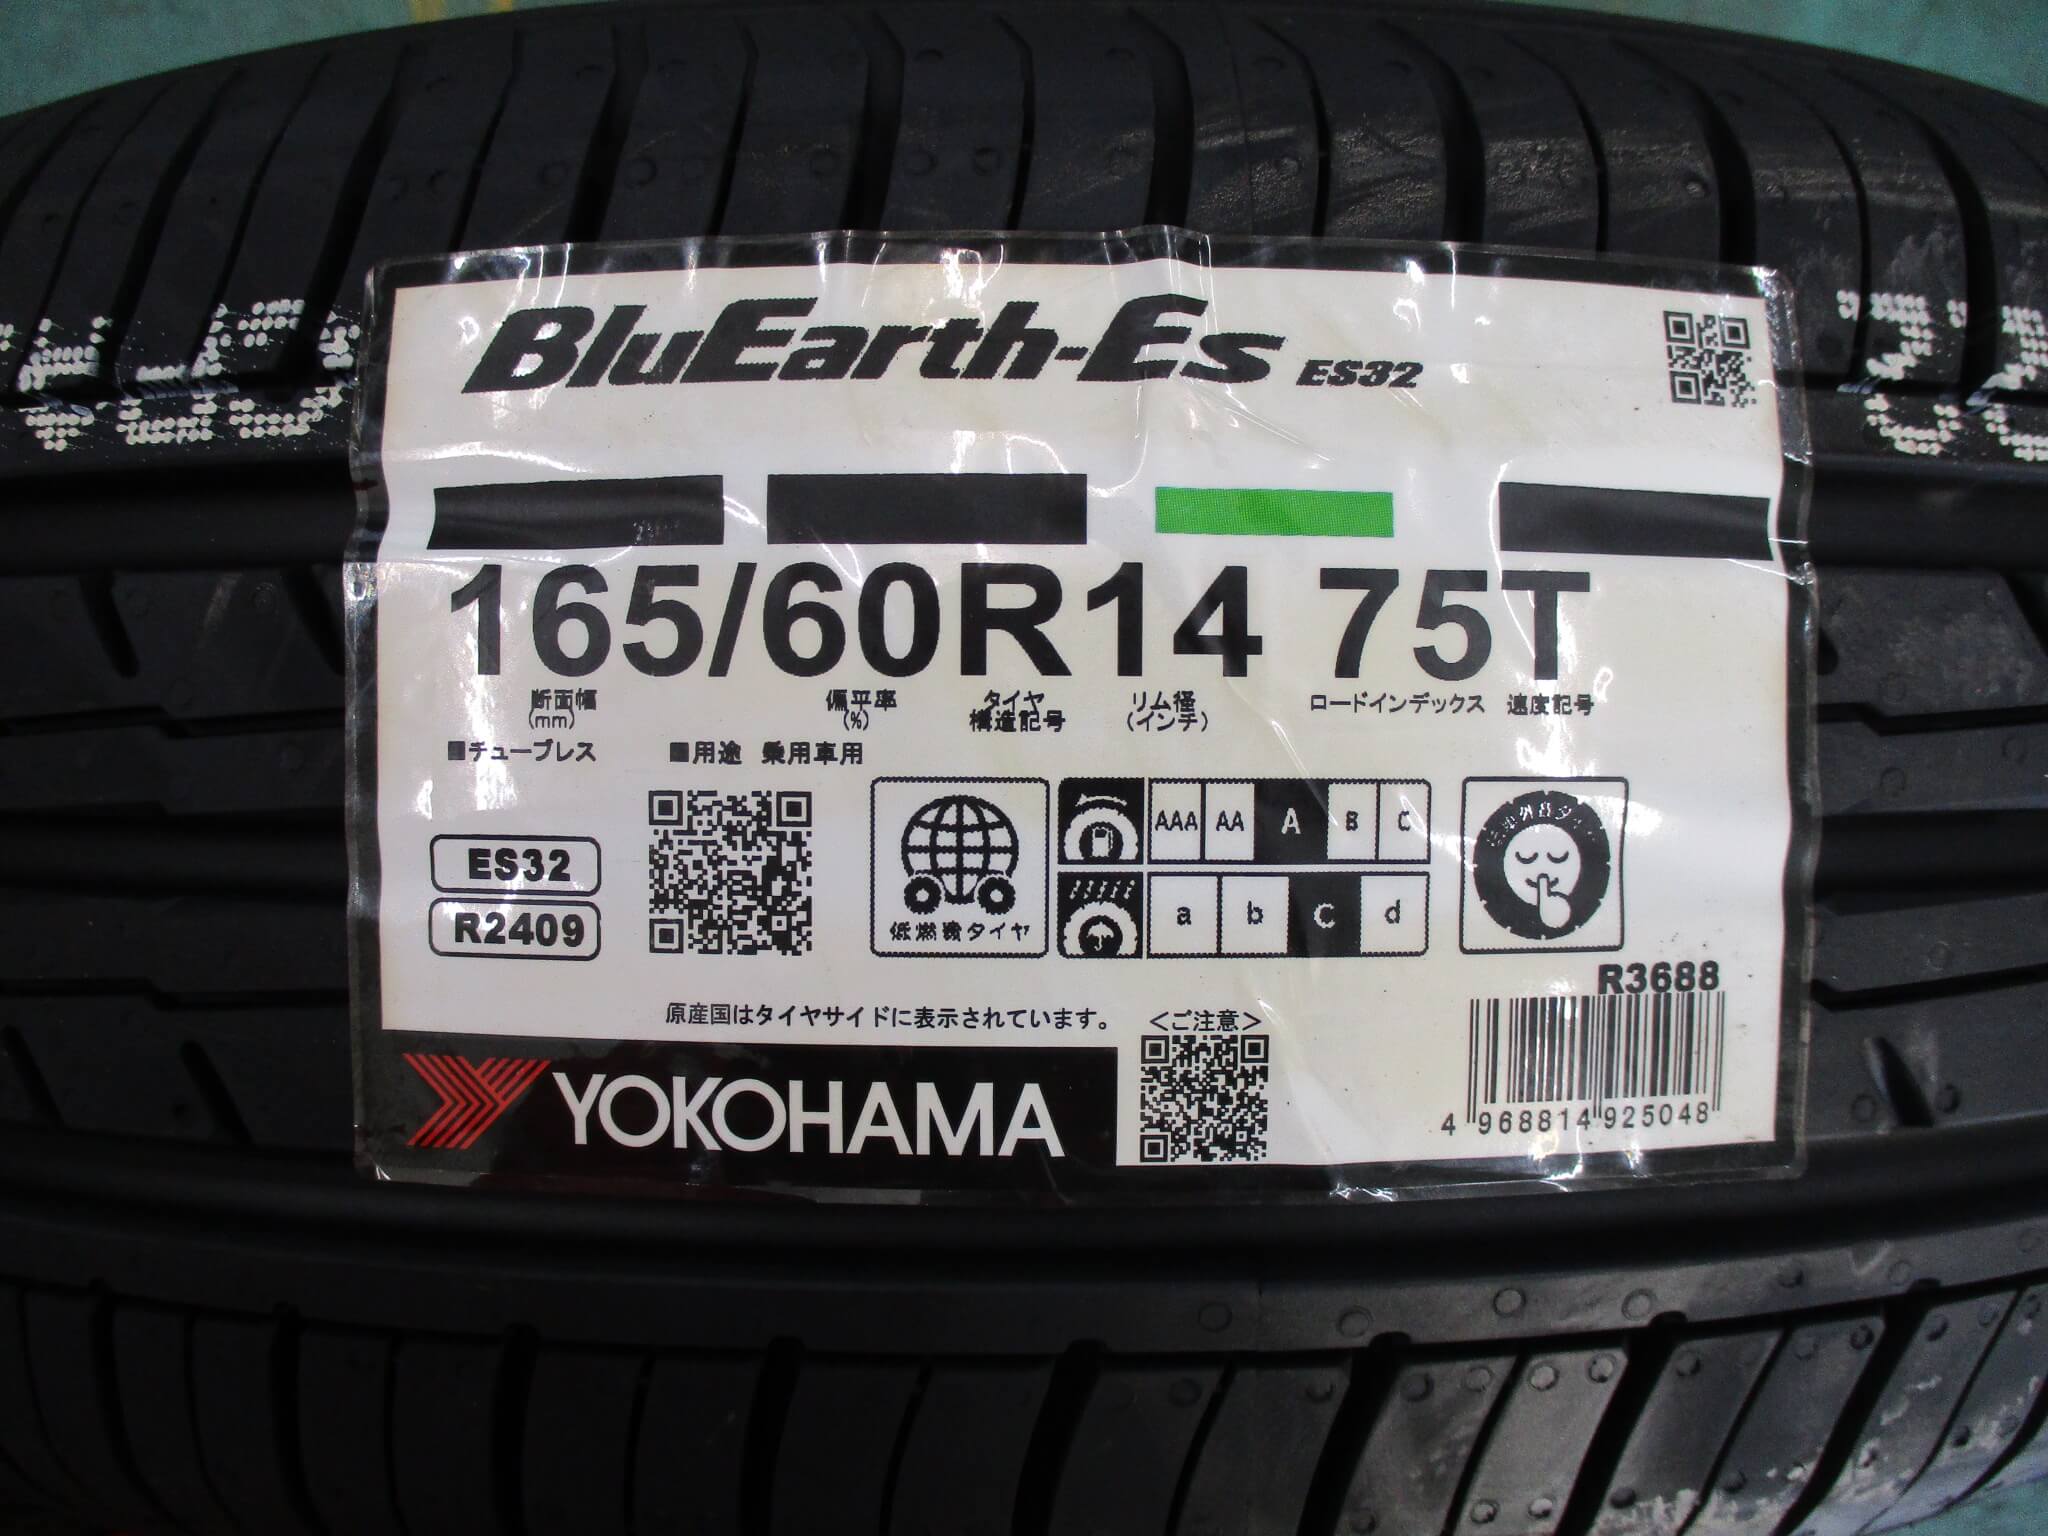 BluEarth-Es ES32
165/60R14 75T
断面幅 (mm)
偏平率 (%)
タイヤ 構造記号
リム径 (インチ)
ロードインデックス
速度記号
■チューブレス
■用途 乗用車用
ES32
R2409
低燃費タイヤ
AAA AA A B C
a b c d
R3688
原産国はタイヤサイドに表示されています。
<ご注意>
YOKOHAMA
4 968814 925048